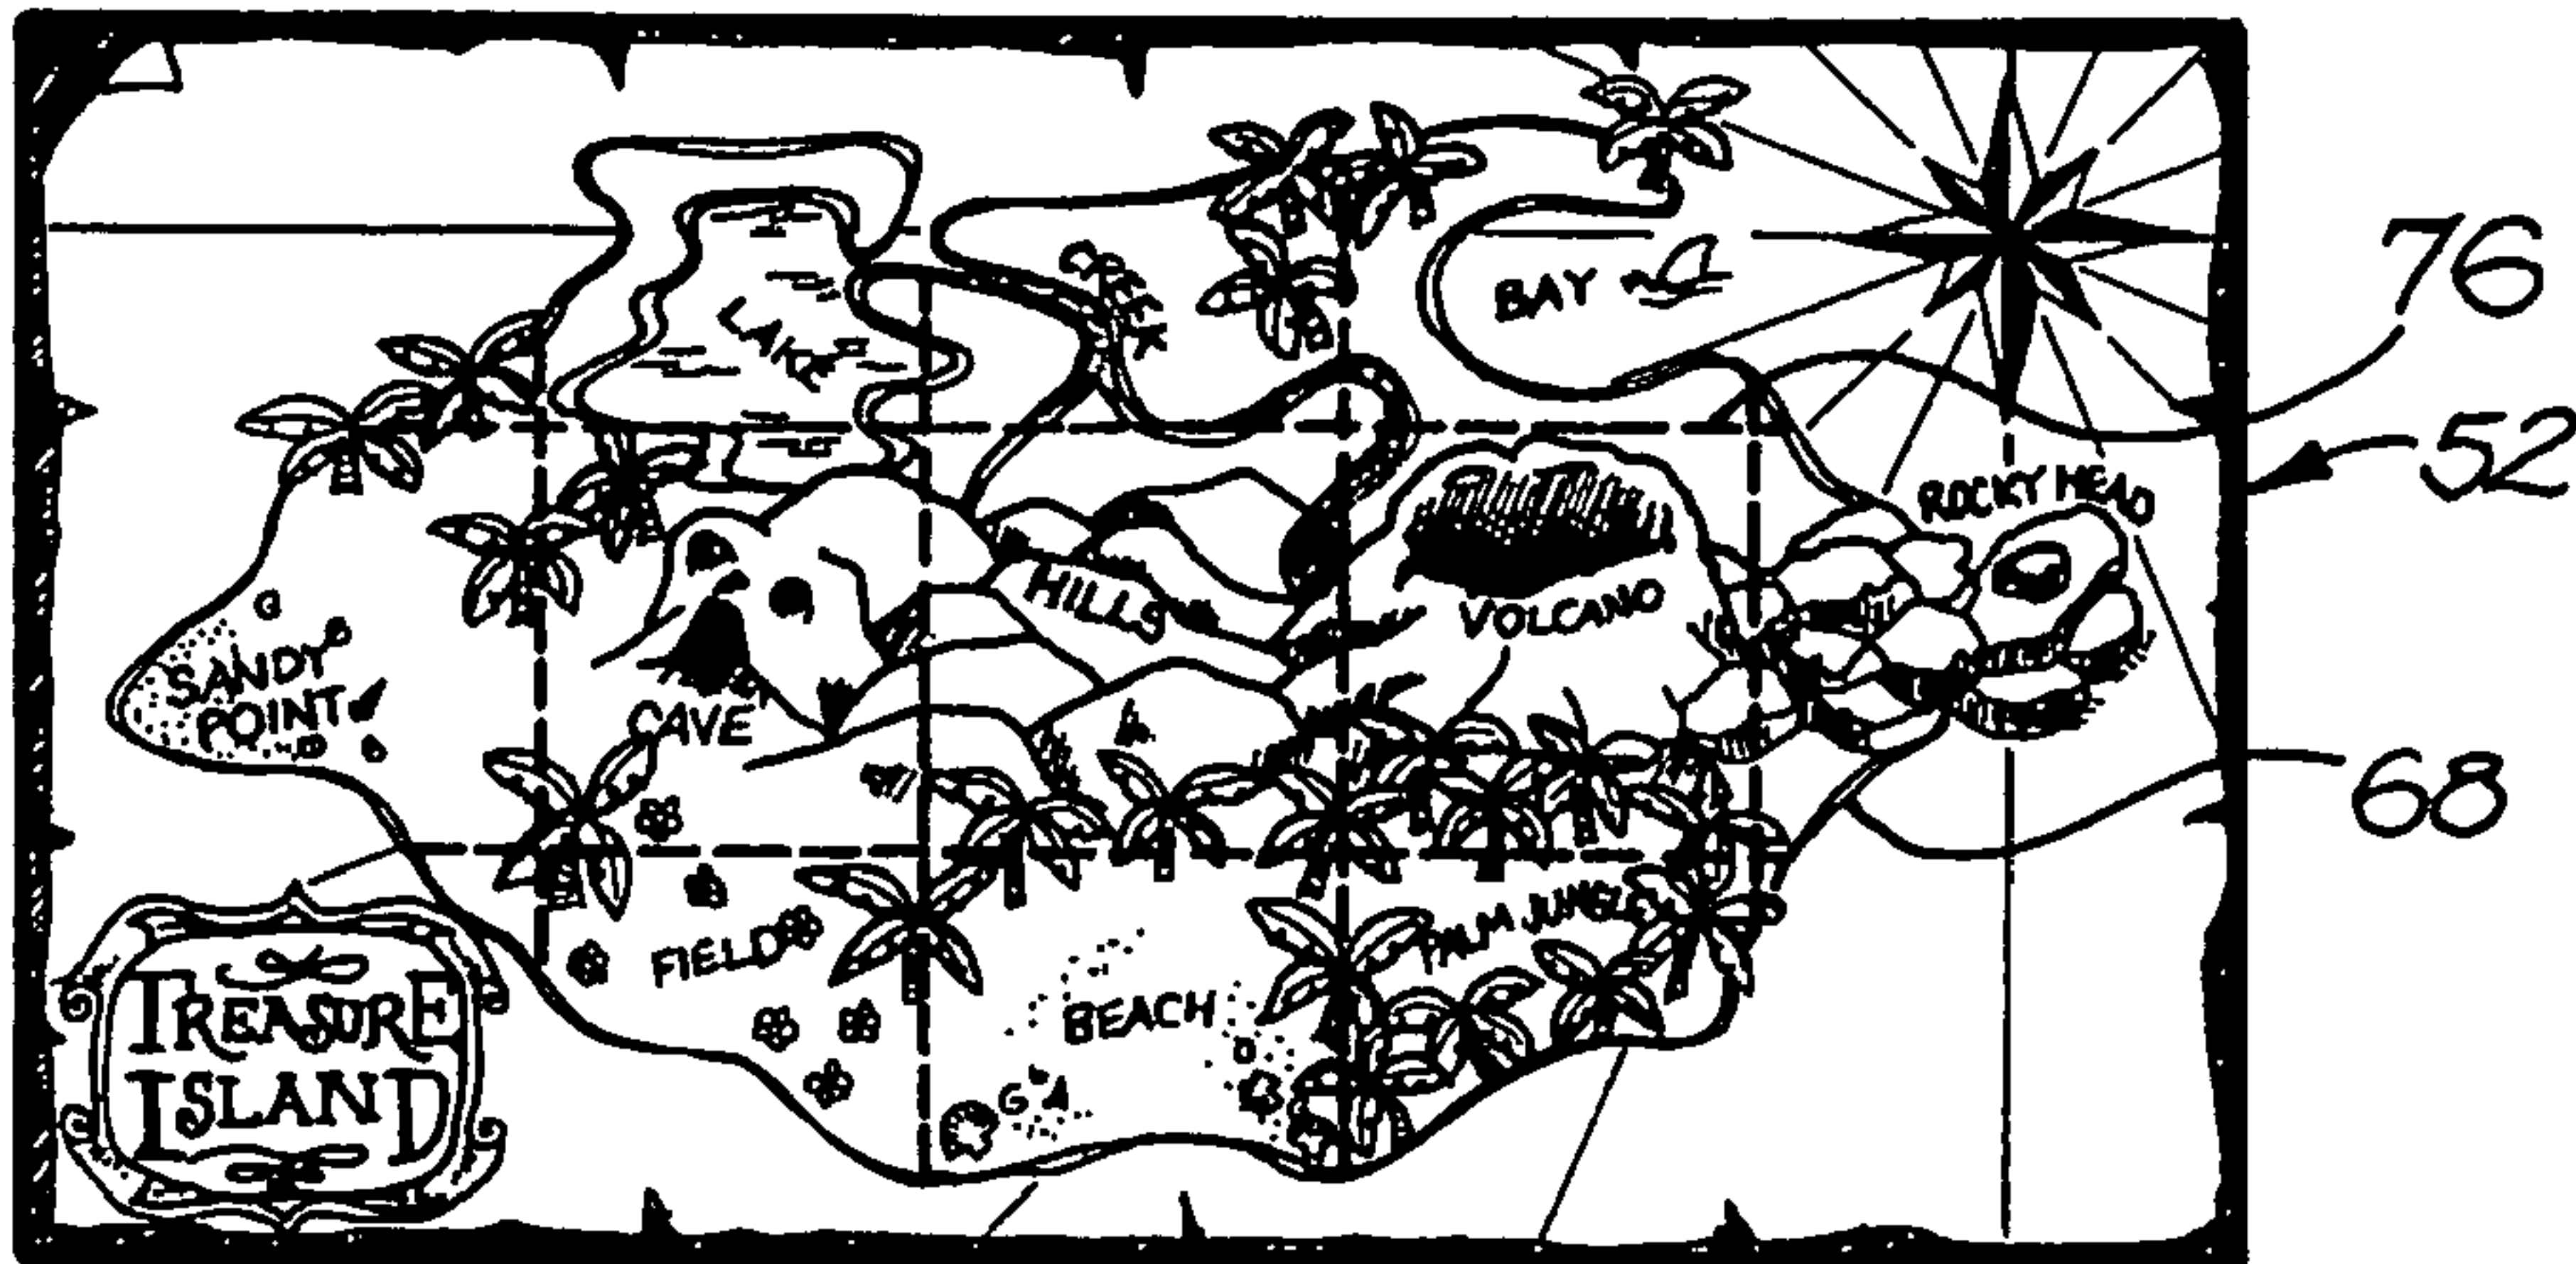 CREEK
BAY
LAKE
76
52
ROCKY HEAD
HILLS
VOLCANO
SANDY
POINT
CAVE
68
PALM JUNGLE
FIELD
BEACH
TREASURE
ISLAND